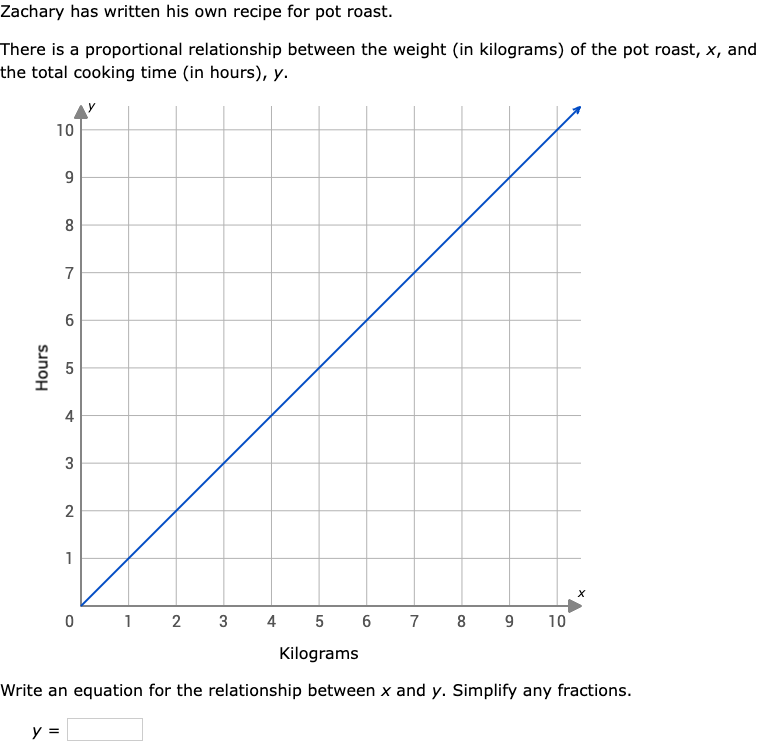 Zachary has written his own recipe for pot roast.
There is a proportional relationship between the weight (in kilograms) of the pot roast, x, and
the total cooking time (in hours), y.
y
10
9
8
7
6
5
4
3
2
1
Hours
x
0 1 2 3 4 5 6 7 8 9 10
Kilograms
Write an equation for the relationship between x and y. Simplify any fractions.
y =